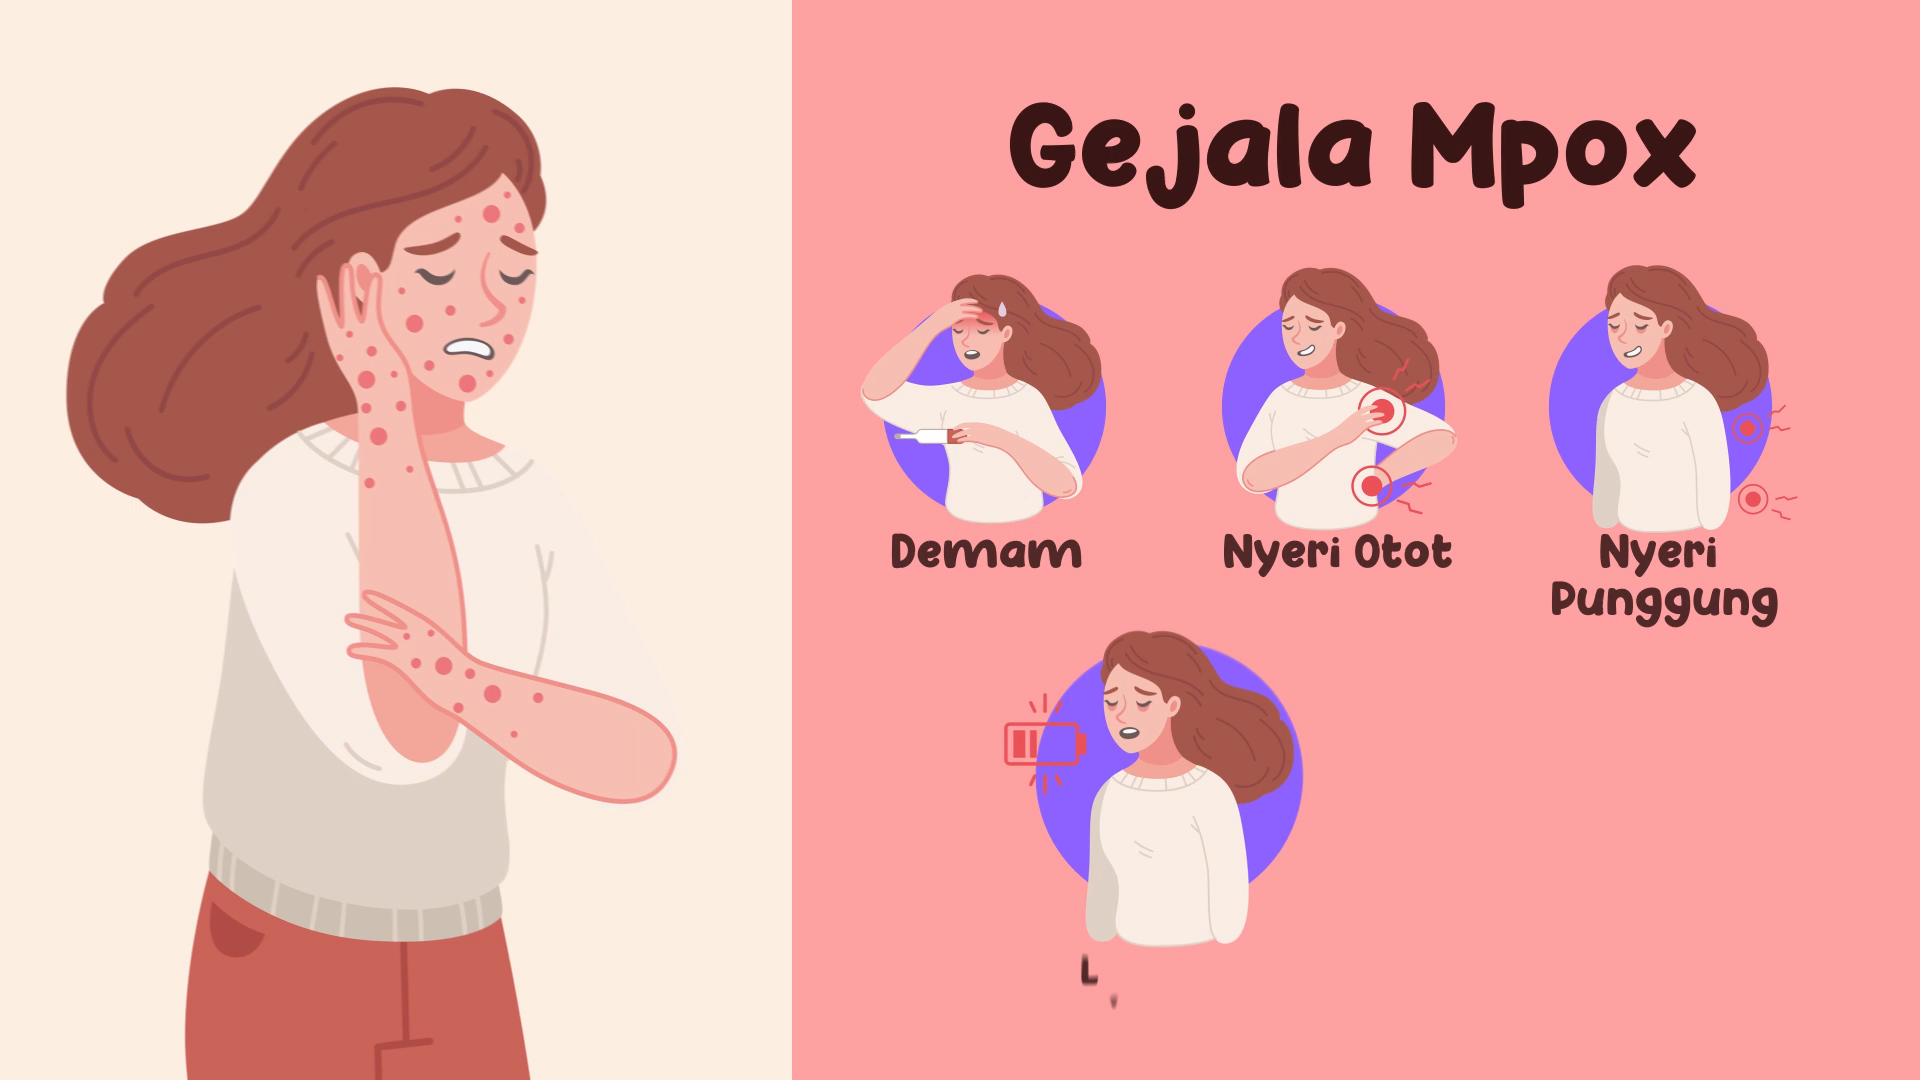 Gejala Mpox
Demam
Nyeri Otot
Nyeri
Punggung
L